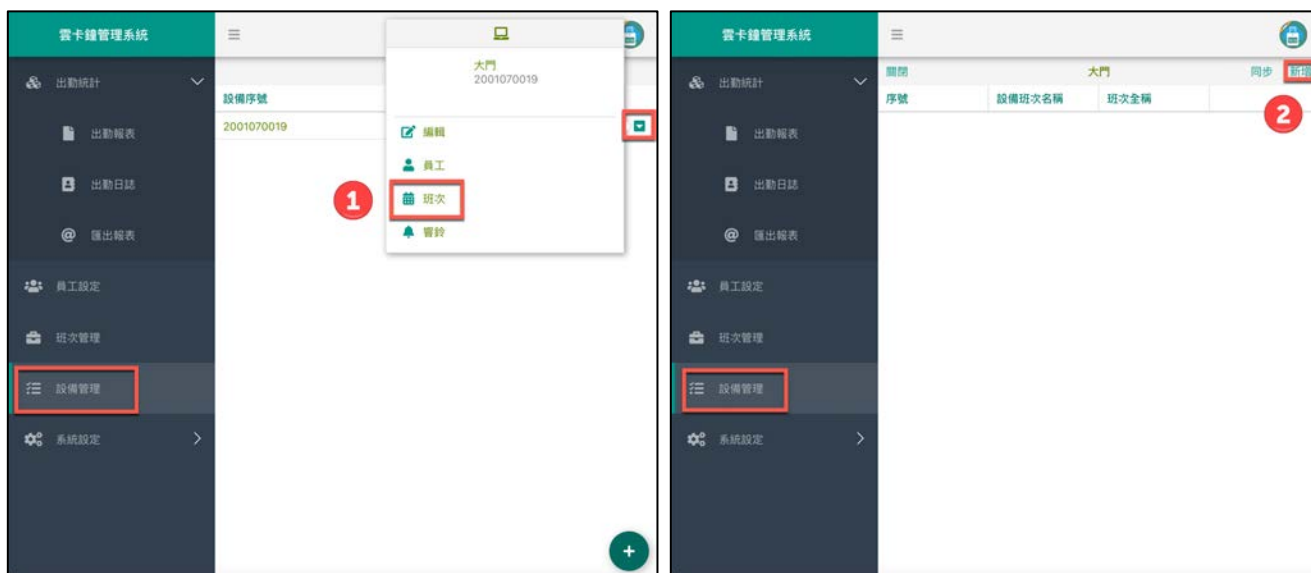 雲卡鐘管理系統
出勤統計
出勤報表
出勤日誌
@ 匯出報表
員工設定
班次管理
設備管理
系統設定
設備序號
2001070019
大門
2001070019
編輯
員工
1
班次
響鈴
+
雲卡鐘管理系統
出勤統計
出勤報表
出勤日誌
@ 匯出報表
員工設定
班次管理
設備管理
系統設定
關閉 大門 同步 新增
序號 設備班次名稱 班次全稱
2